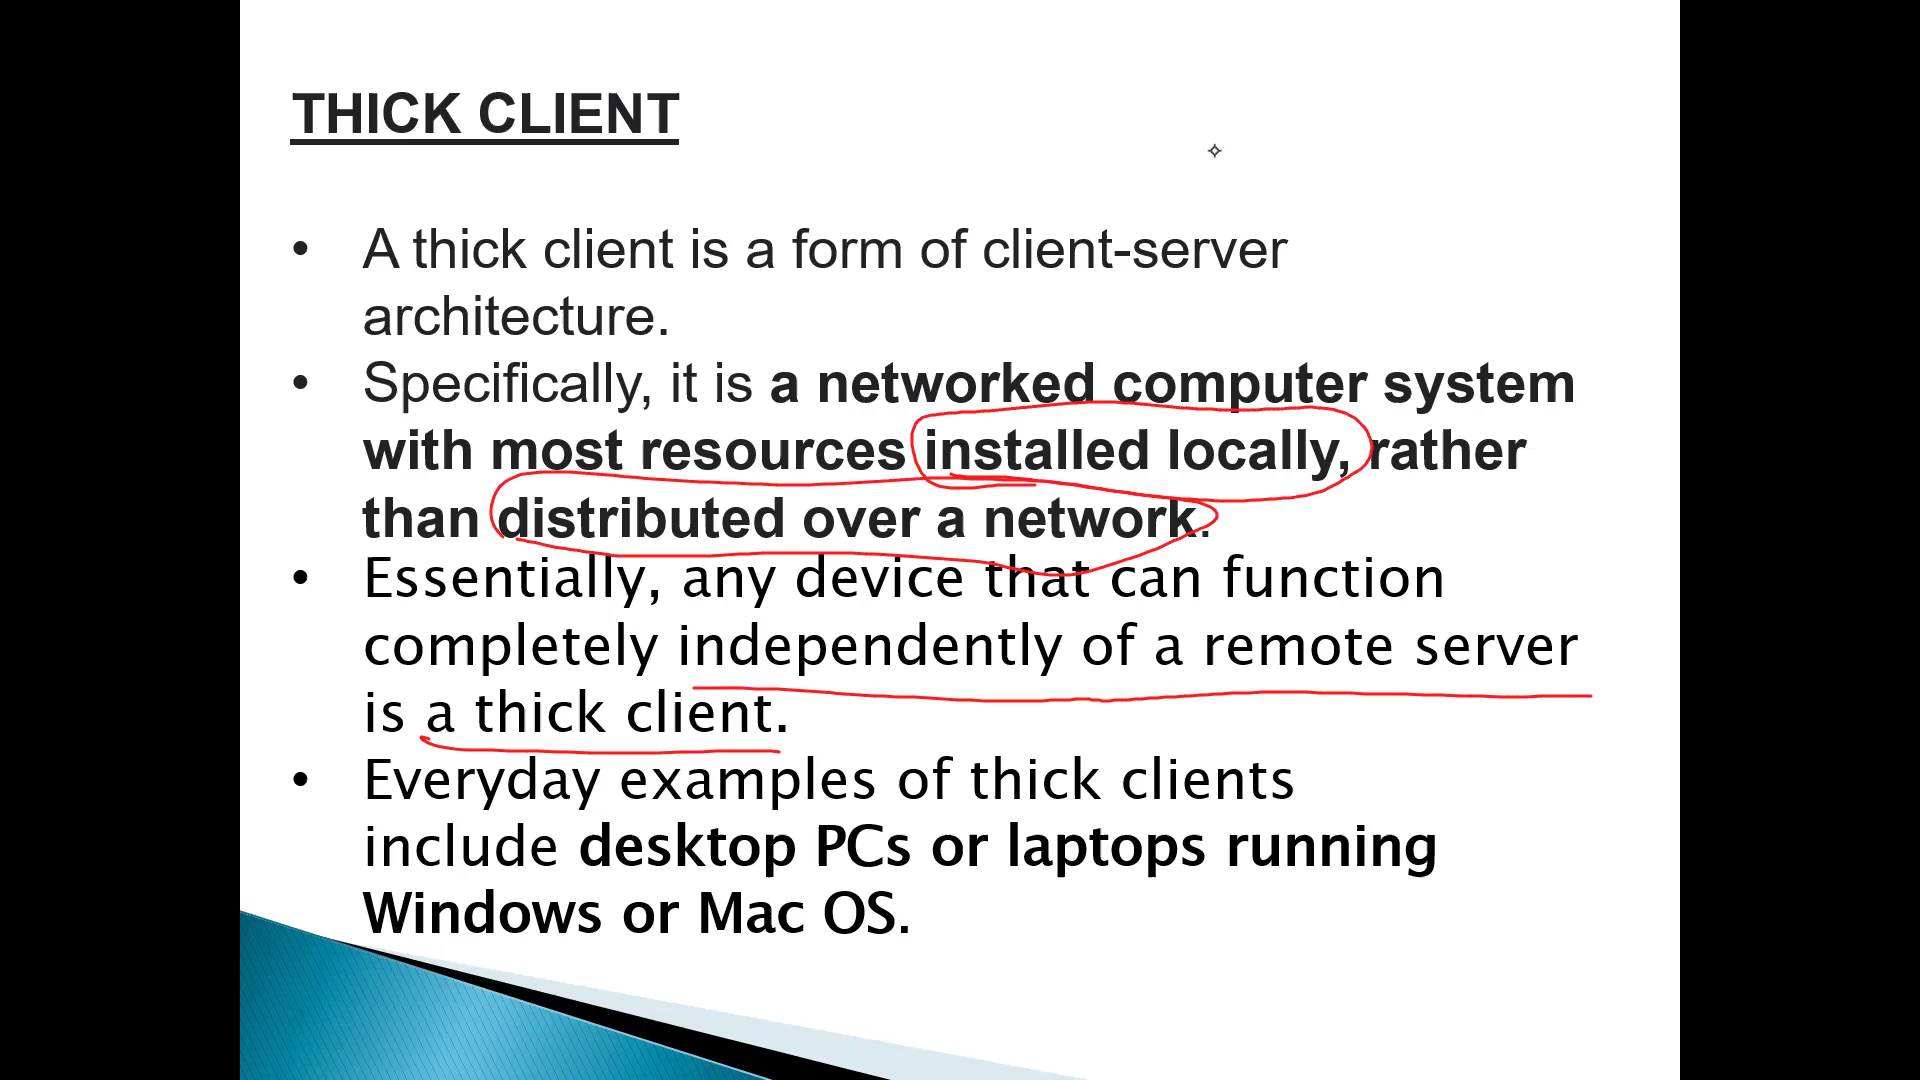 THICK CLIENT
• A thick client is a form of client-server
architecture.
• Specifically, it is a networked computer system
with most resources installed locally, rather
than distributed over a network.
• Essentially, any device that can function
completely independently of a remote server
is a thick client.
• Everyday examples of thick clients
include desktop PCs or laptops running
Windows or Mac OS.